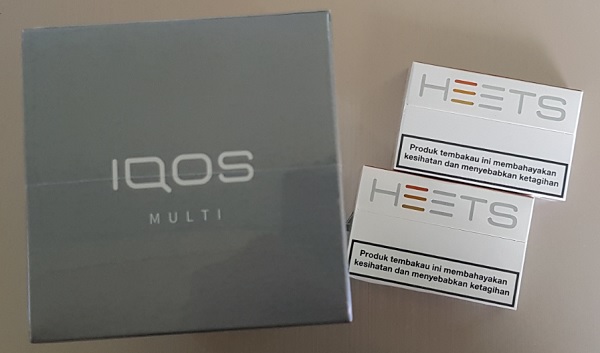 IQOS
MULTI
HEETS
Produk tembakau ini membahayakan
kesihatan dan menyebabkan ketagihan
HEETS
Produk tembakau ini membahayakan
kesihatan dan menyebabkan ketagihan